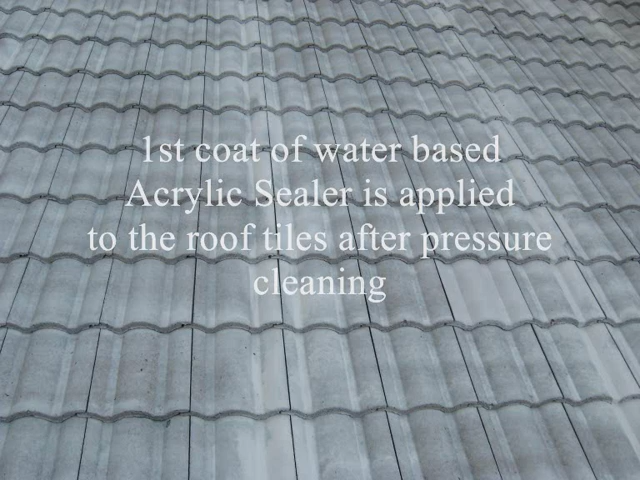 1st coat of water based
Acrylic Sealer is applied
to the roof tiles after pressure
cleaning